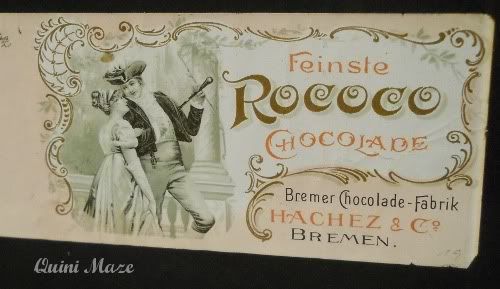 Feinste
ROCOCO
CHOCOLADE
Bremer Chocolade-Fabrik
HACHEZ & Cº
BREMEN.
Quini Maze